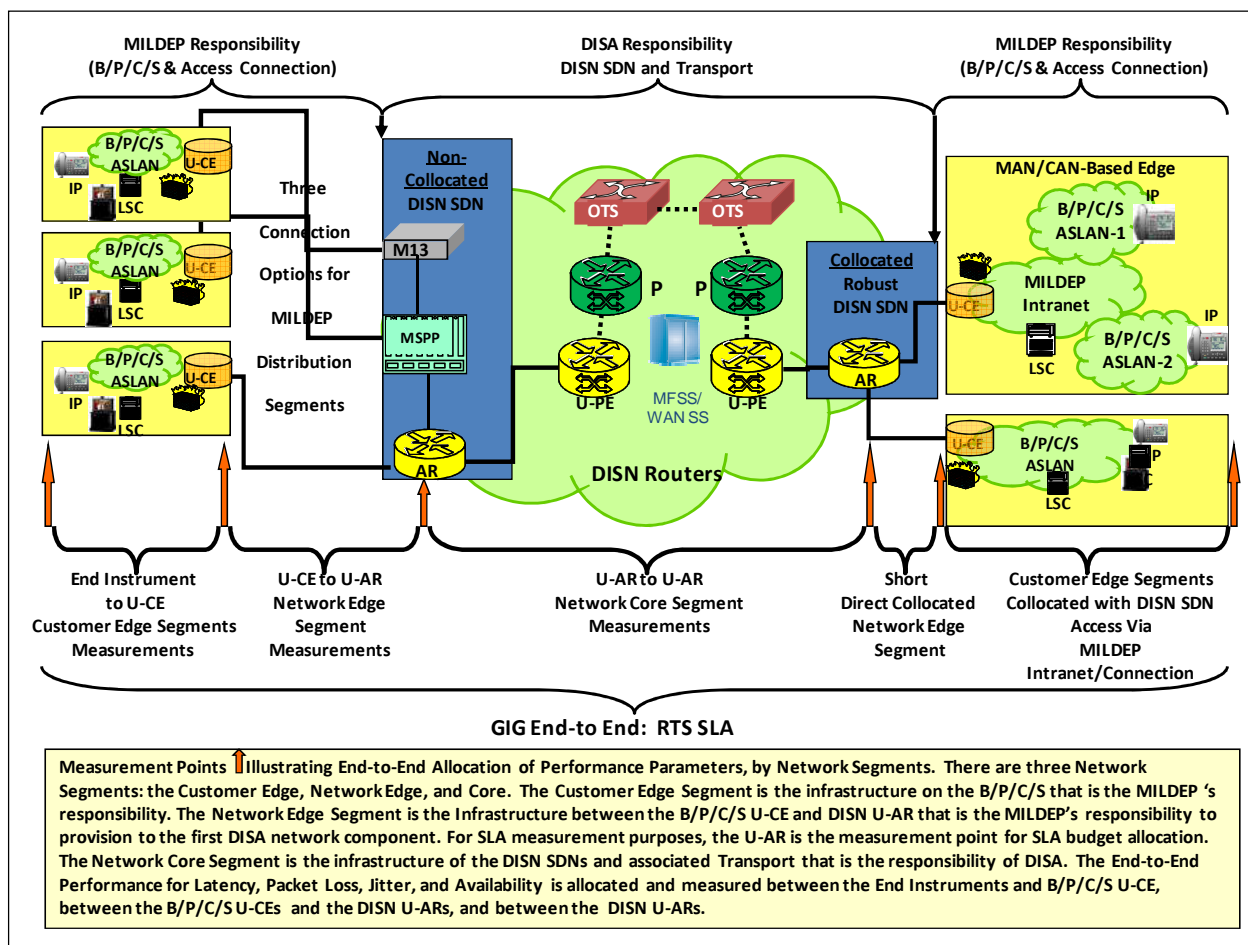 MILDEP Responsibility
(B/P/C/S & Access Connection)
DISA Responsibility
DISN SDN and Transport
MILDEP Responsibility
(B/P/C/S & Access Connection)
B/P/C/S
ASLAN
U-CE
IP
LSC
B/P/C/S
ASLAN
U-CE
IP
LSC
B/P/C/S
ASLAN
U-CE
IP
LSC
Three
Connection
Options for
MILDEP
Distribution
Segments
Non-
Collocated
DISN SDN
M13
MSPP
AR
OTS
OTS
P
P
U-PE
U-PE
MFSS/
WAN SS
DISN Routers
Collocated
Robust
DISN SDN
AR
MAN/CAN-Based Edge
B/P/C/S
ASLAN-1
IP
U-CE
MILDEP
Intranet
LSC
B/P/C/S
ASLAN-2
IP
U-CE
B/P/C/S
ASLAN
LSC
P
End Instrument
to U-CE
Customer Edge Segments
Measurements
U-CE to U-AR
Network Edge
Segment
Measurements
U-AR to U-AR
Network Core Segment
Measurements
Short
Direct Collocated
Network Edge
Segment
Customer Edge Segments
Collocated with DISN SDN
Access Via
MILDEP
Intranet/Connection
GIG End-to End: RTS SLA
Measurement Points Illustrating End-to-End Allocation of Performance Parameters, by Network Segments. There are three Network
Segments: the Customer Edge, Network Edge, and Core. The Customer Edge Segment is the infrastructure on the B/P/C/S that is the MILDEP ‘s
responsibility. The Network Edge Segment is the Infrastructure between the B/P/C/S U-CE and DISN U-AR that is the MILDEP’s responsibility to
provision to the first DISA network component. For SLA measurement purposes, the U-AR is the measurement point for SLA budget allocation.
The Network Core Segment is the infrastructure of the DISN SDNs and associated Transport that is the responsibility of DISA. The End-to-End
Performance for Latency, Packet Loss, Jitter, and Availability is allocated and measured between the End Instruments and B/P/C/S U-CE,
between the B/P/C/S U-CEs and the DISN U-ARs, and between the DISN U-ARs.